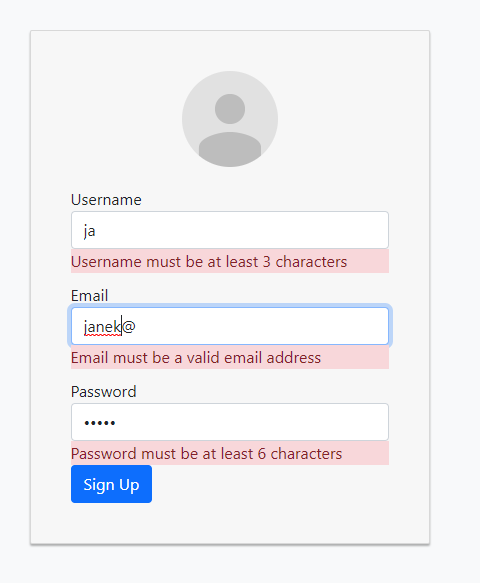 Username
ja
Username must be at least 3 characters
Email
janek@
Email must be a valid email address
Password
•••••
Password must be at least 6 characters
Sign Up